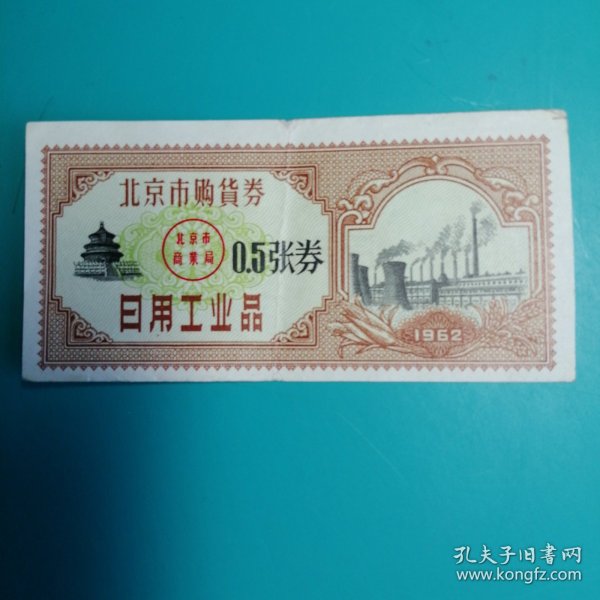 北京市购货券
北京市
商業局
0.5张券
日用工业品
1962
孔夫子旧书网
www.kongfz.com